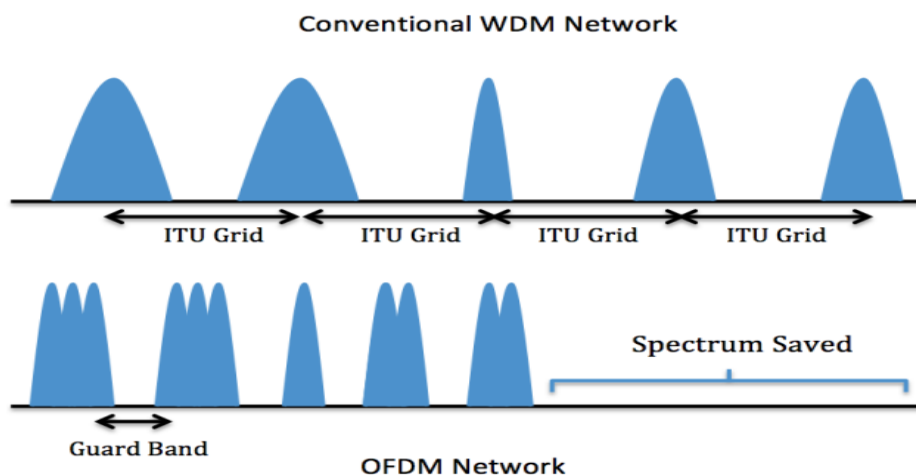 Conventional WDM Network
ITU Grid ITU Grid ITU Grid ITU Grid
Spectrum Saved
Guard Band
OFDM Network